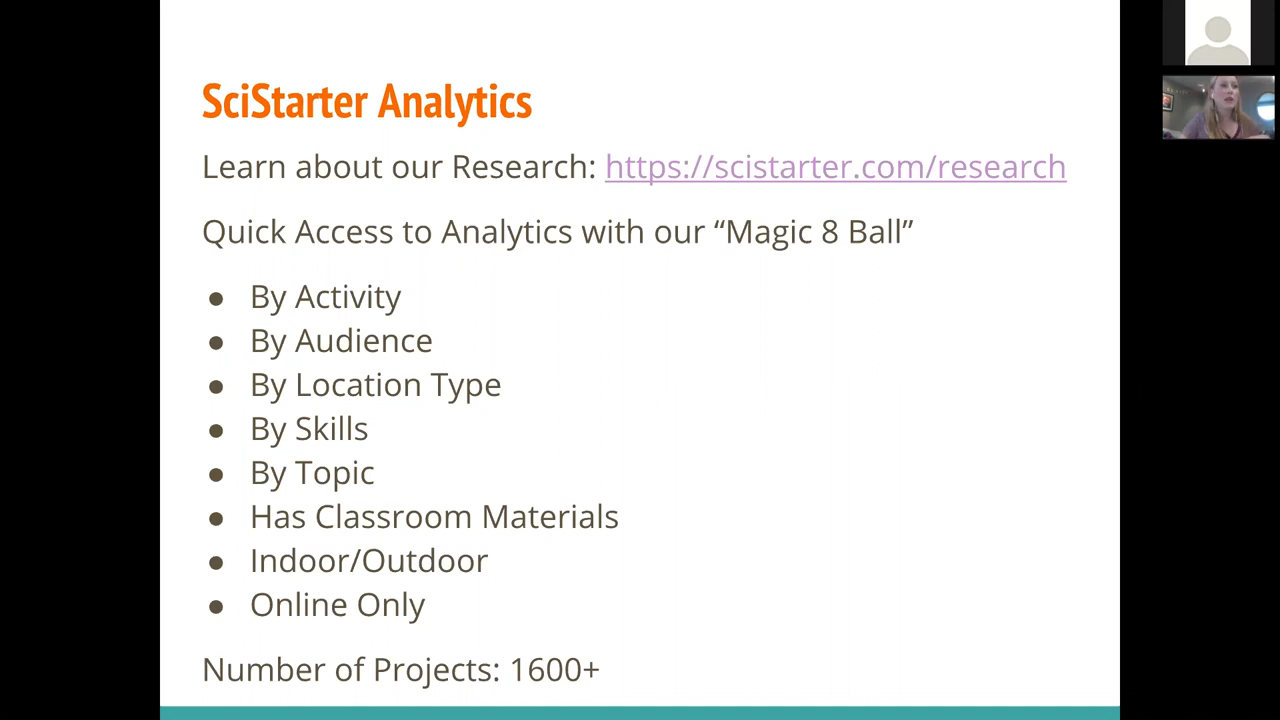 SciStarter Analytics
Learn about our Research: https://scistarter.com/research
Quick Access to Analytics with our “Magic 8 Ball”
● By Activity
● By Audience
● By Location Type
● By Skills
● By Topic
● Has Classroom Materials
● Indoor/Outdoor
● Online Only
Number of Projects: 1600+